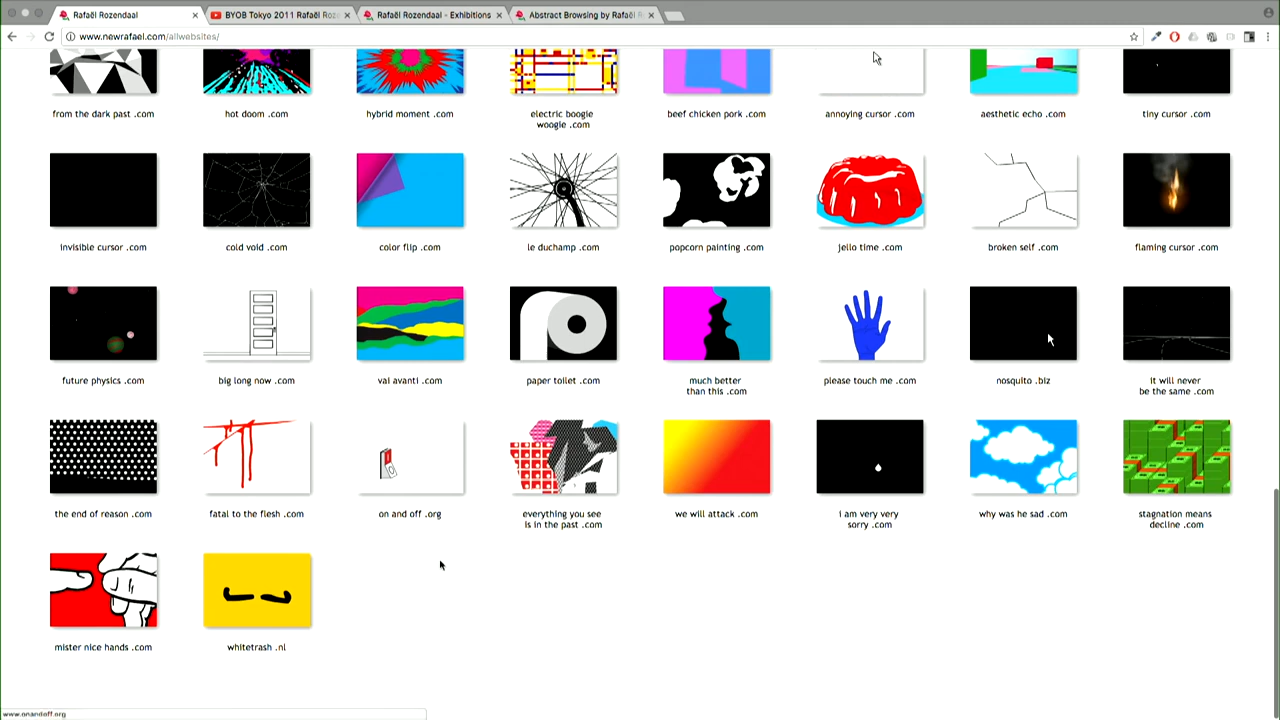 Rafaël Rozendaal
BYOB Tokyo 2011 Rafaël Roze
Rafaël Rozendaal - Exhibitions
Abstract Browsing by Rafaël R
www.newrafael.com/allwebsites/
from the dark past .com
hot doom .com
hybrid moment .com
electric boogie
woogie .com
beef chicken pork .com
annoying cursor .com
aesthetic echo .com
tiny cursor .com
invisible cursor .com
cold void .com
color flip .com
le duchamp .com
popcorn painting .com
jello time .com
broken self .com
flaming cursor .com
future physics .com
big long now .com
vai avanti .com
paper toilet .com
much better
than this .com
please touch me .com
nosquito .biz
it will never
be the same .com
the end of reason .com
fatal to the flesh .com
on and off .org
everything you see
is in the past .com
we will attack .com
i am very very
sorry .com
why was he sad .com
stagnation means
decline .com
mister nice hands .com
whitetrash .nl
www.onandoff.org